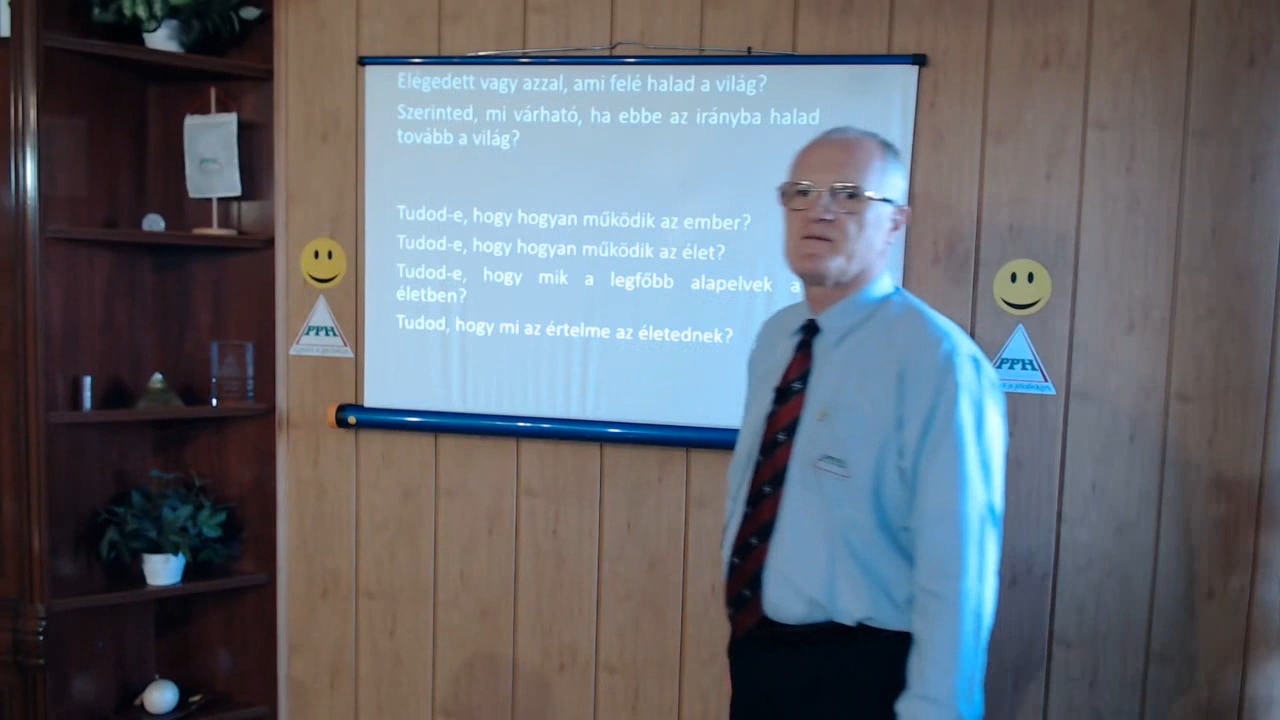 Elégedett vagy azzal, ami felé halad a világ?
Szerinted, mi várható, ha ebbe az irányba halad
tovább a világ?
Tudod-e, hogy hogyan működik az ember?
Tudod-e, hogy hogyan működik az élet?
Tudod-e, hogy mik a legfőbb alapelvek a
életben?
Tudod, hogy mi az értelme az életednek?
PPH
PPH
PPH